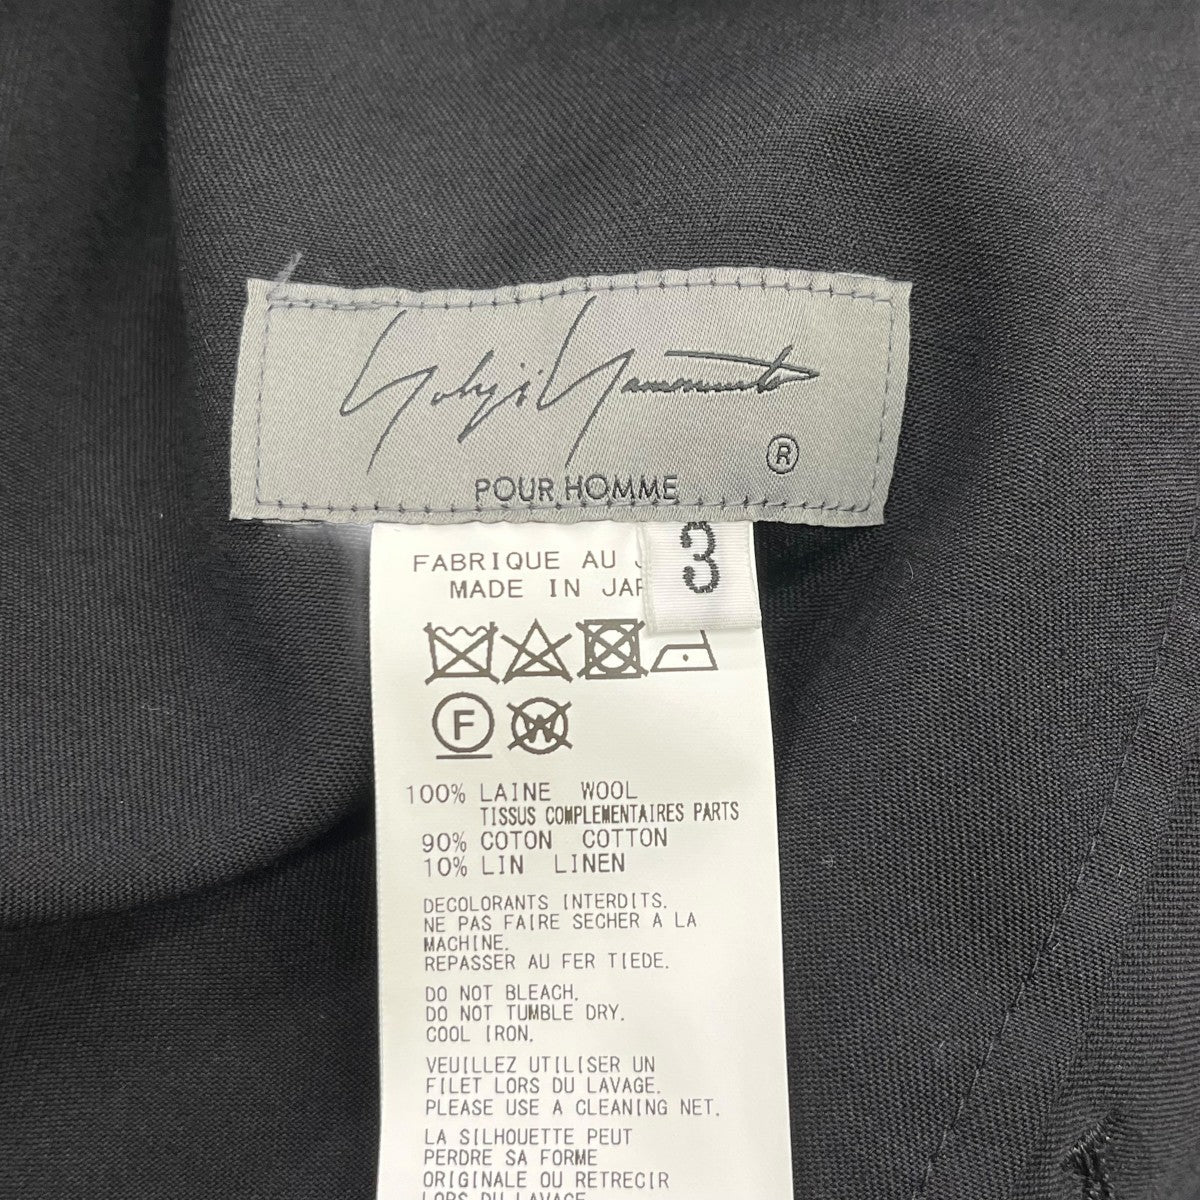 Yohji Yamamoto
®
POUR HOMME
3
FABRIQUE AU
MADE IN
F
W
100% LAINE WOOL
TISSUS COMPLEMENTAIRES PARTS
90% COTON COTTON
10% LIN LINEN
DECOLORANTS INTERDITS.
NE PAS FAIRE SECHER A LA
MACHINE.
REPASSER AU FER TIEDE.
DO NOT BLEACH.
DO NOT TUMBLE DRY.
COOL IRON.
VEUILLEZ UTILISER UN
FILET LORS DU LAVAGE.
PLEASE USE A CLEANING NET.
LA SILHOUETTE PEUT
PERDRE SA FORME
ORIGINALE OU RETRECIR
LORS DU